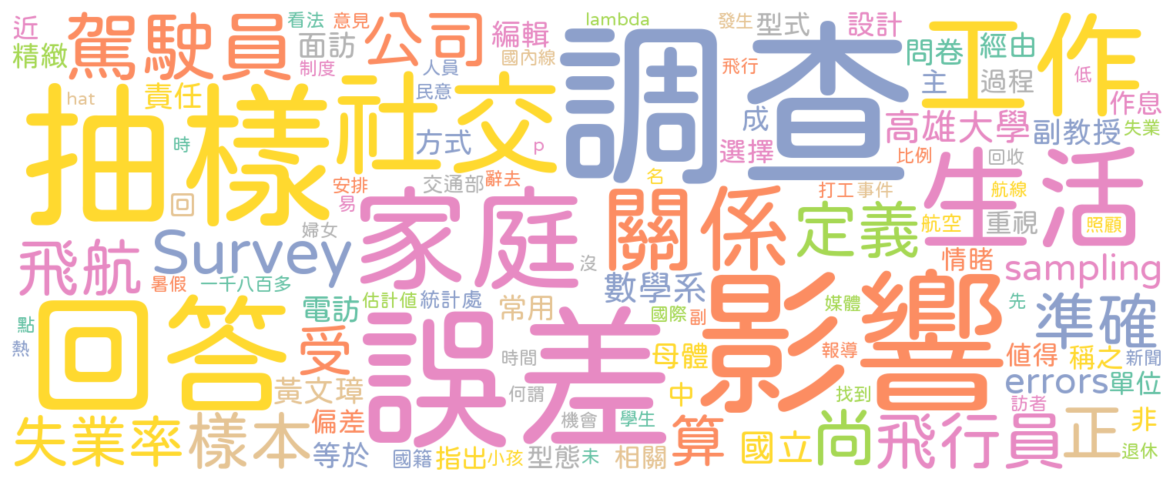 近
駕駛員
看法
意見
公司
編輯
lambda
發生
型式
設計
工作
精緻
面訪
制度
人員
國內線
調查
飛行
問卷
經由
主
過程
低
hat
責任
社交
民意
作息
抽樣
時
方式
p
成
高雄大學
副教授
失業
選擇
比例
回收
回
安排
易
交通部
辭去
名
打工
事件
生活
航線
婦女
家庭
關係
定義
航空
重視
照顧
飛航
Survey
沒
情睹
sampling
暑假
一千八百多
數學系
電訪
估計值
統計處
常用
國際
副
影響
媒體
先
準確
點
熱
回答
受
誤差
時間
母體
報導
值得
稱之
新聞
黃文璋
何謂
中
找到
errors
單位
訪者
失業率
樣本
偏差
等於
機會
學生
算
國立
尚
飛行員
正
非
國籍
指出
小孩
型態
未
相關
退休